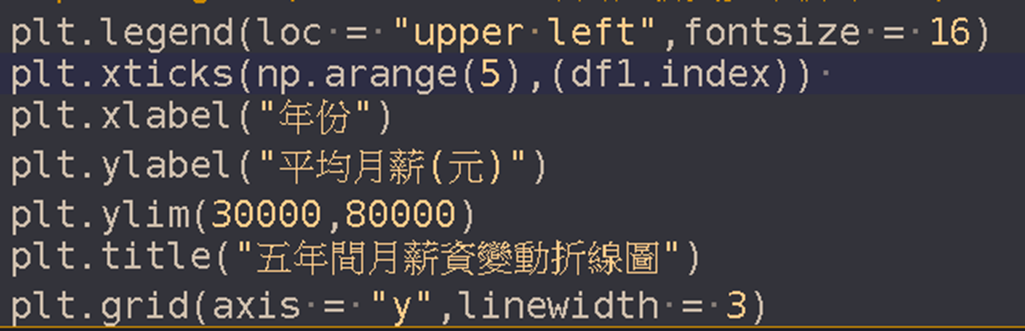 plt.legend(loc = "upper left",fontsize = 16)
plt.xticks(np.arange(5),(df1.index))
plt.xlabel("年份")
plt.ylabel("平均月薪(元)")
plt.ylim(30000,80000)
plt.title("五年間月薪資變動折線圖")
plt.grid(axis = "y",linewidth = 3)